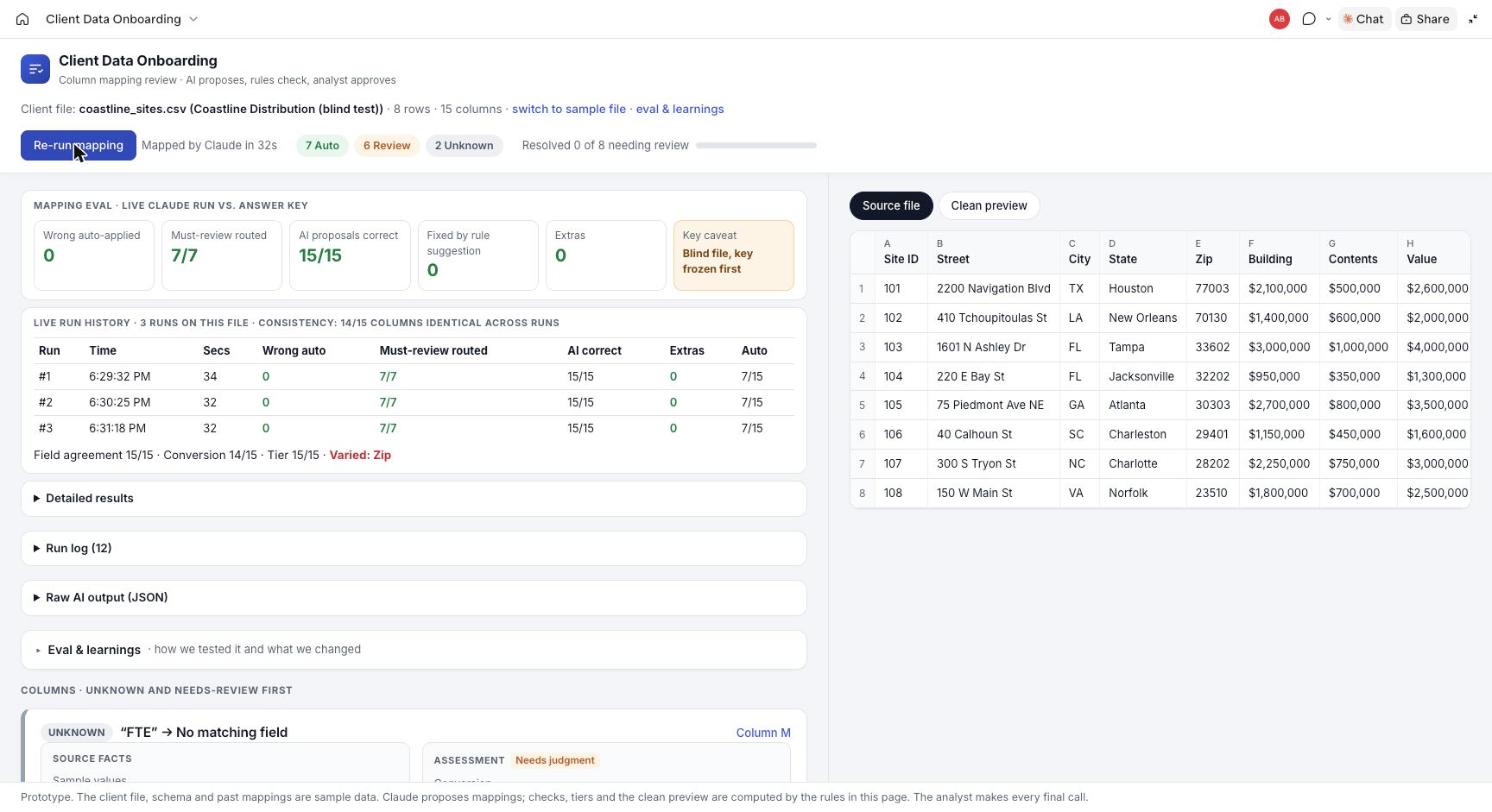 Client Data Onboarding
AB
Chat
Share
Client Data Onboarding
Column mapping review · AI proposes, rules check, analyst approves
Client file: coastline_sites.csv (Coastline Distribution (blind test)) · 8 rows · 15 columns · switch to sample file · eval & learnings
Re-run mapping Mapped by Claude in 32s 7 Auto 6 Review 2 Unknown Resolved 0 of 8 needing review
MAPPING EVAL · LIVE CLAUDE RUN VS. ANSWER KEY
Wrong auto-applied
0
Must-review routed
7/7
AI proposals correct
15/15
Fixed by rule
suggestion
0
Extras
0
Key caveat
Blind file, key
frozen first
LIVE RUN HISTORY · 3 RUNS ON THIS FILE · CONSISTENCY: 14/15 COLUMNS IDENTICAL ACROSS RUNS
Run Time Secs Wrong auto Must-review routed AI correct Extras Auto
#1 6:29:32 PM 34 0 7/7 15/15 0 7/15
#2 6:30:25 PM 32 0 7/7 15/15 0 7/15
#3 6:31:18 PM 32 0 7/7 15/15 0 7/15
Field agreement 15/15 · Conversion 14/15 · Tier 15/15 · Varied: Zip
Detailed results
Run log (12)
Raw AI output (JSON)
Eval & learnings · how we tested it and what we changed
COLUMNS · UNKNOWN AND NEEDS-REVIEW FIRST
UNKNOWN “FTE” → No matching field Column M
SOURCE FACTS
Sample values
ASSESSMENT Needs judgment
Conversion
Source file Clean preview
A B C D E F G H
Site ID Street City State Zip Building Contents Value
1 101 2200 Navigation Blvd TX Houston 77003 $2,100,000 $500,000 $2,600,000
2 102 410 Tchoupitoulas St LA New Orleans 70130 $1,400,000 $600,000 $2,000,000
3 103 1601 N Ashley Dr FL Tampa 33602 $3,000,000 $1,000,000 $4,000,000
4 104 220 E Bay St FL Jacksonville 32202 $950,000 $350,000 $1,300,000
5 105 75 Piedmont Ave NE GA Atlanta 30303 $2,700,000 $800,000 $3,500,000
6 106 40 Calhoun St SC Charleston 29401 $1,150,000 $450,000 $1,600,000
7 107 300 S Tryon St NC Charlotte 28202 $2,250,000 $750,000 $3,000,000
8 108 150 W Main St VA Norfolk 23510 $1,800,000 $700,000 $2,500,000
Prototype. The client file, schema and past mappings are sample data. Claude proposes mappings; checks, tiers and the clean preview are computed by the rules in this page. The analyst makes every final call.